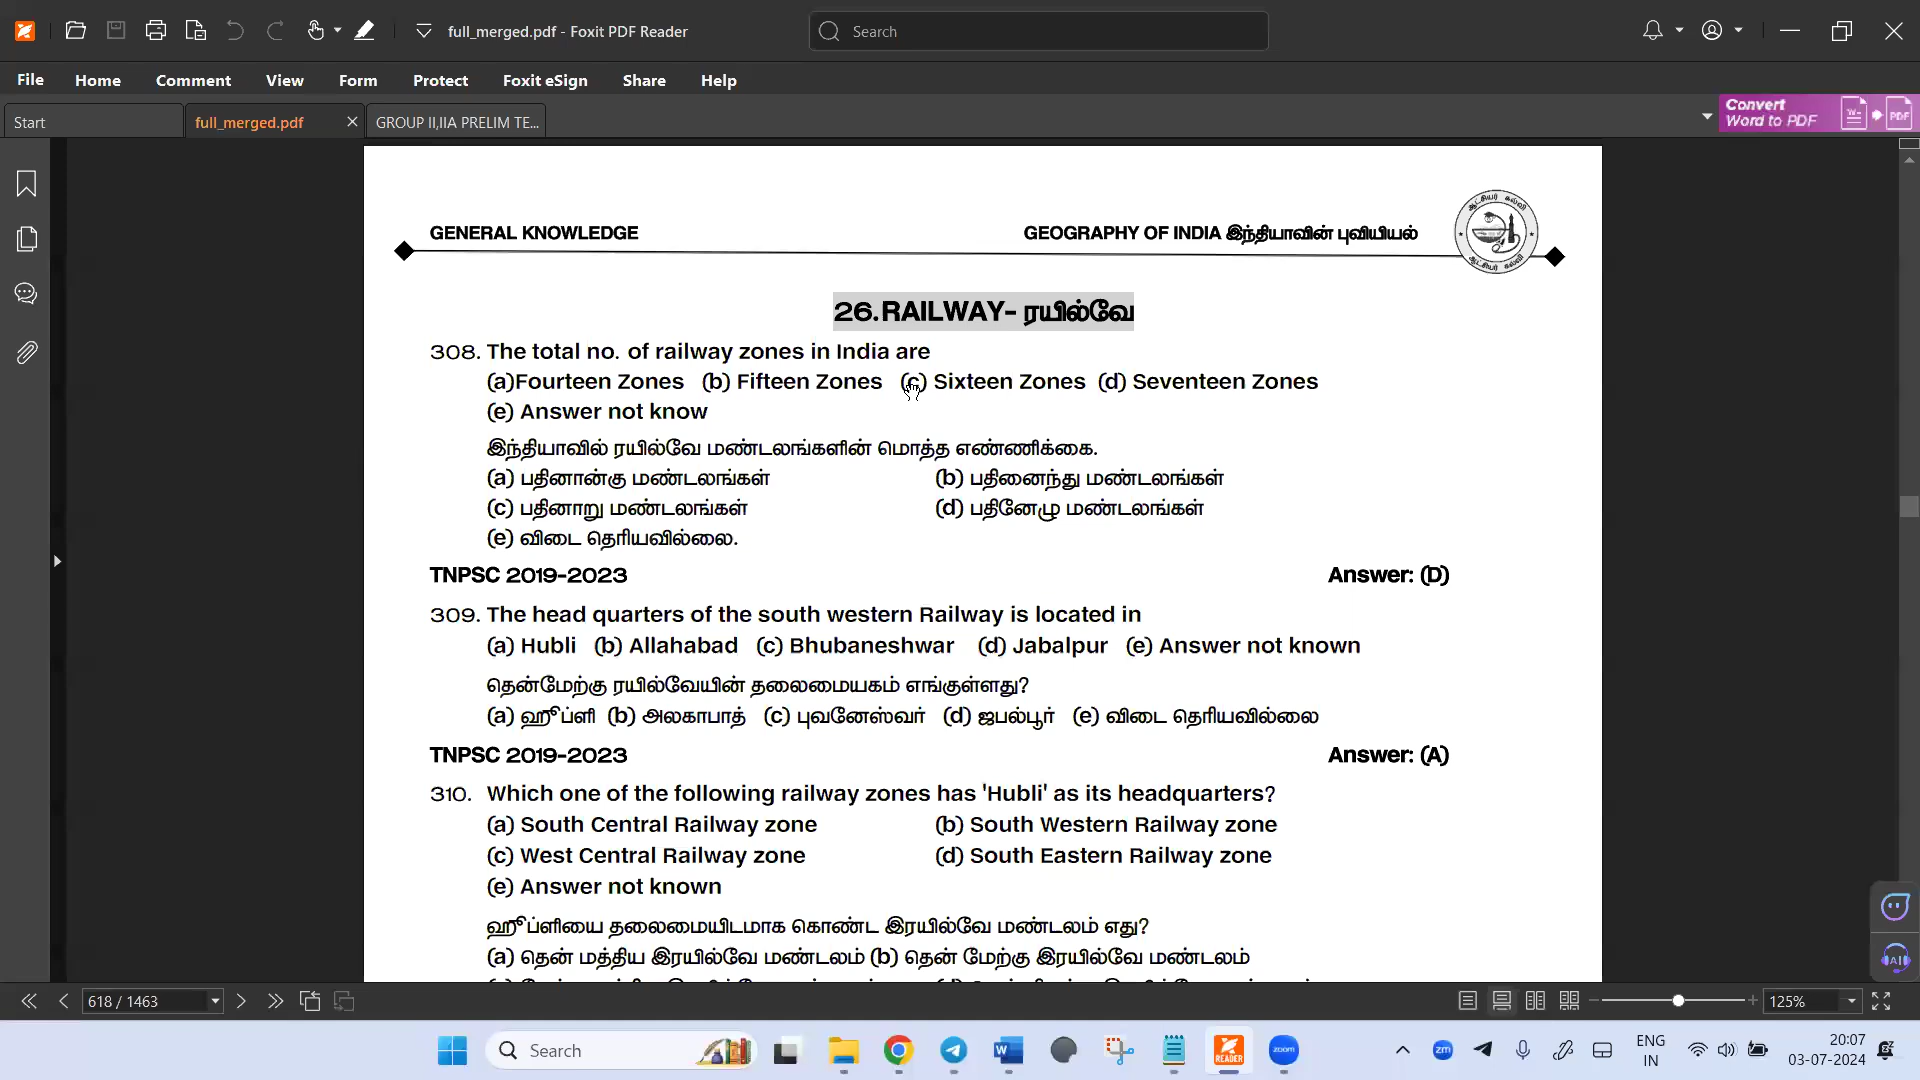 full_merged.pdf - Foxit PDF Reader
Search
File Home Comment View Form Protect Foxit eSign Share Help
Start
full_merged.pdf
GROUP II,IIA PRELIM TE...
Convert
Word to PDF
GENERAL KNOWLEDGE
GEOGRAPHY OF INDIA இந்தியாவின் புவியியல்
26.RAILWAY- ரயில்வே
308. The total no. of railway zones in India are
(a)Fourteen Zones (b) Fifteen Zones (c) Sixteen Zones (d) Seventeen Zones
(e) Answer not know
இந்தியாவில் ரயில்வே மண்டலங்களின் மொத்த எண்ணிக்கை.
(a) பதினான்கு மண்டலங்கள் (b) பதினைந்து மண்டலங்கள்
(c) பதினாறு மண்டலங்கள் (d) பதினேழு மண்டலங்கள்
(e) விடை தெரியவில்லை.
TNPSC 2019-2023 Answer: (D)
309. The head quarters of the south western Railway is located in
(a) Hubli (b) Allahabad (c) Bhubaneshwar (d) Jabalpur (e) Answer not known
தென்மேற்கு ரயில்வேயின் தலைமையகம் எங்குள்ளது?
(a) ஹூப்ளி (b) அலகாபாத் (c) புவனேஸ்வர் (d) ஜபல்பூர் (e) விடை தெரியவில்லை
TNPSC 2019-2023 Answer: (A)
310. Which one of the following railway zones has 'Hubli' as its headquarters?
(a) South Central Railway zone (b) South Western Railway zone
(c) West Central Railway zone (d) South Eastern Railway zone
(e) Answer not known
ஹூப்ளியை தலைமையிடமாக கொண்ட இரயில்வே மண்டலம் எது?
(a) தென் மத்திய இரயில்வே மண்டலம் (b) தென் மேற்கு இரயில்வே மண்டலம்
618 / 1463
125%
Search
ENG
IN
20:07
03-07-2024